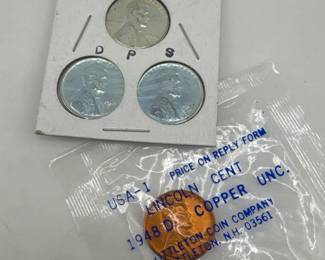 D P S
PRICE ON REPLY FORM
USA-1
LINCOLN CENT
1948 D COPPER UNC.
LITTLETON COIN COMPANY
LITTLETON, N.H. 03561